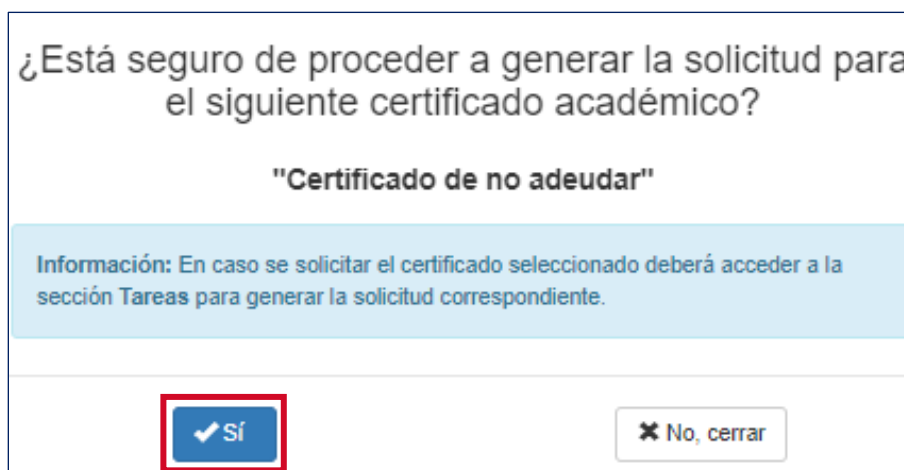 ¿Está seguro de proceder a generar la solicitud para
el siguiente certificado académico?
"Certificado de no adeudar"
Información: En caso se solicitar el certificado seleccionado deberá acceder a la
sección Tareas para generar la solicitud correspondiente.
Sí
No, cerrar